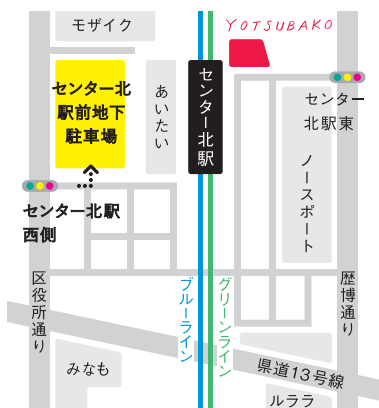 モザイク
YOTSUBAKO
センター北
駅前地下
駐車場
あいたい
センター北駅
センター
北駅東
ノースポート
センター北駅
西側
区役所通り
ブルーライン
グリーンライン
歴博通り
みなも
県道13号線
ルララ